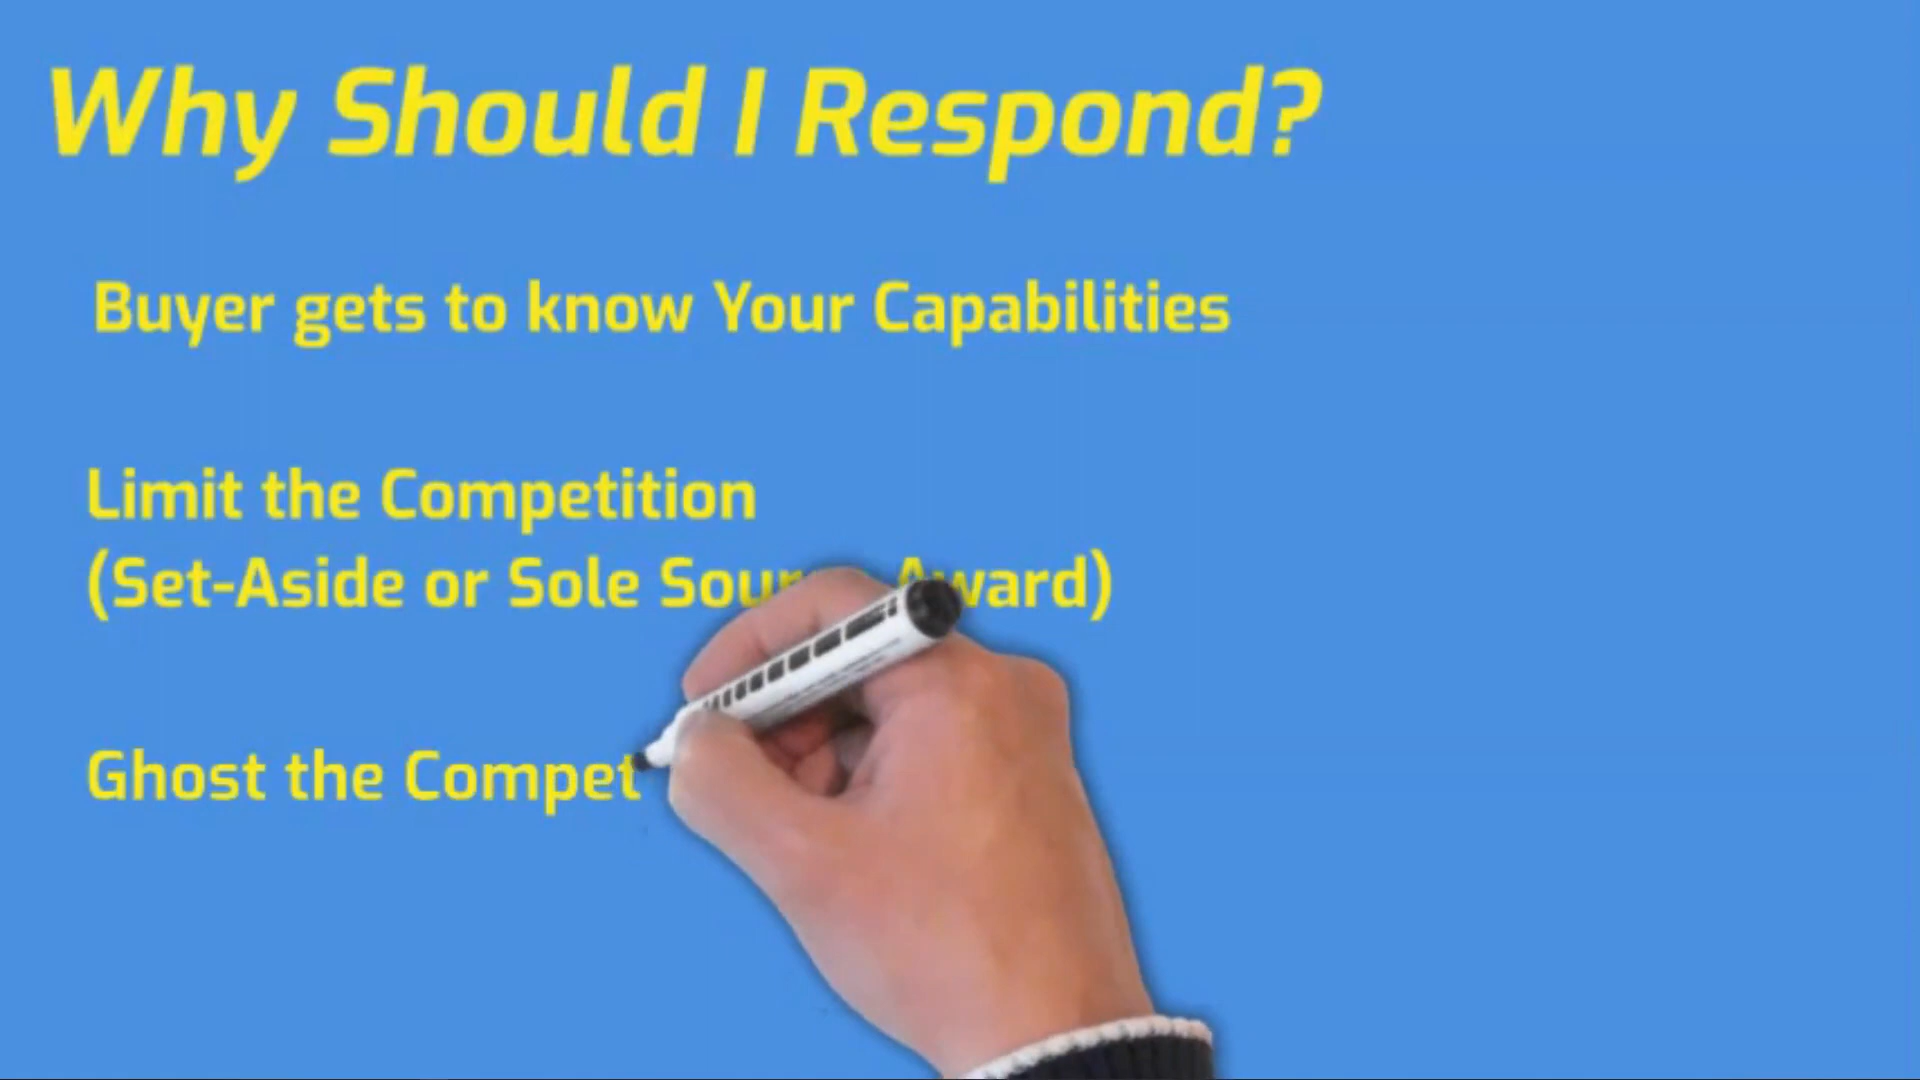 Why Should I Respond?
Buyer gets to know Your Capabilities
Limit the Competition
(Set-Aside or Sole
Ghost the Compet